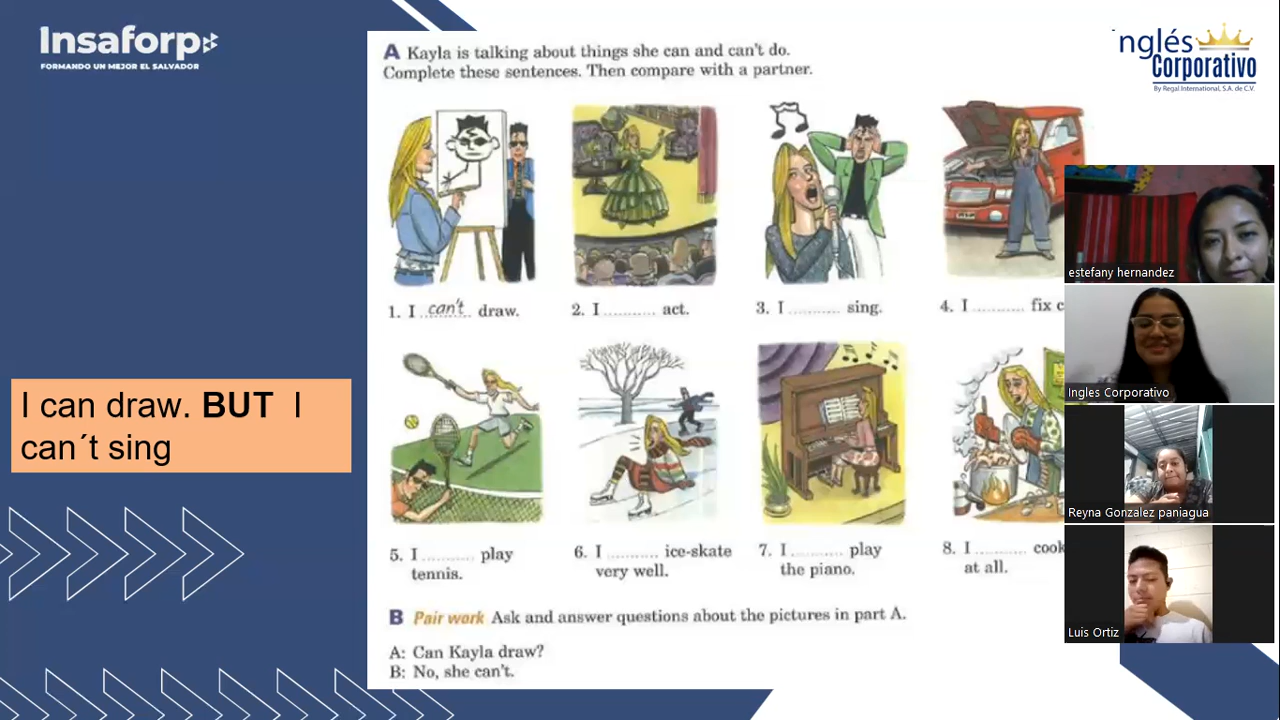 Insaforp
FORMANDO UN MEJOR EL SALVADOR
nglés
Corporativo
By Regal International, S.A. de C.V.
A Kayla is talking about things she can and can't do.
Complete these sentences. Then compare with a partner.
1. I can't draw.
2. I .......... act.
3. I .......... sing.
4. I .......... fix c
5. I .......... play
tennis.
6. I .......... ice-skate
very well.
7. I .......... play
the piano.
8. I .......... cook
at all.
B Pair work Ask and answer questions about the pictures in part A.
A: Can Kayla draw?
B: No, she can't.
I can draw. BUT I
can´t sing
estefany hernandez
Ingles Corporativo
Reyna Gonzalez paniagua
Luis Ortiz